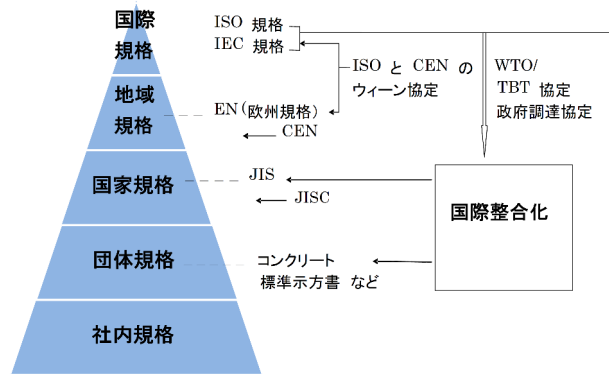 国際
規格
地域
規格
国家規格
団体規格
社内規格
ISO 規格
IEC 規格
ISO と CEN の
ウィーン協定
EN（欧州規格）
CEN
JIS
JISC
コンクリート
標準示方書 など
WTO/
TBT 協定
政府調達協定
国際整合化